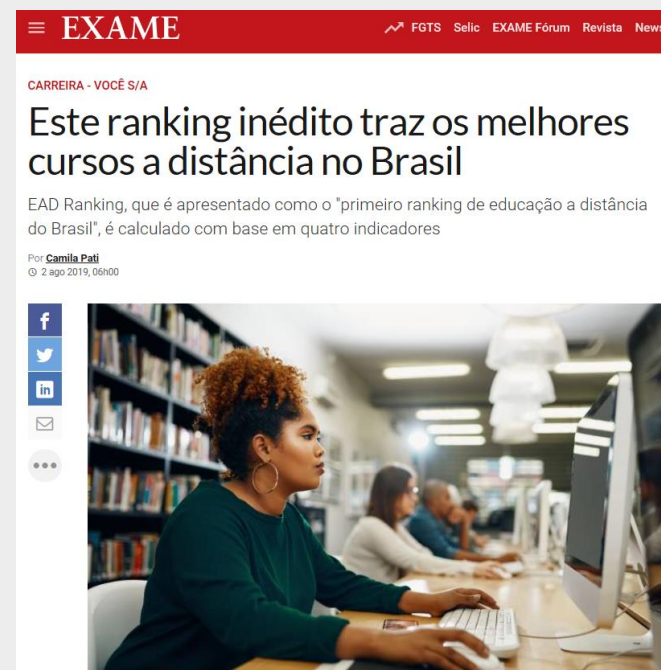 EXAME
FGTS Selic EXAME Fórum Revista News
CARREIRA - VOCÊ S/A
Este ranking inédito traz os melhores
cursos a distância no Brasil
EAD Ranking, que é apresentado como o "primeiro ranking de educação a distância
do Brasil", é calculado com base em quatro indicadores
Por Camila Pati
2 ago 2019, 06h00
f
in